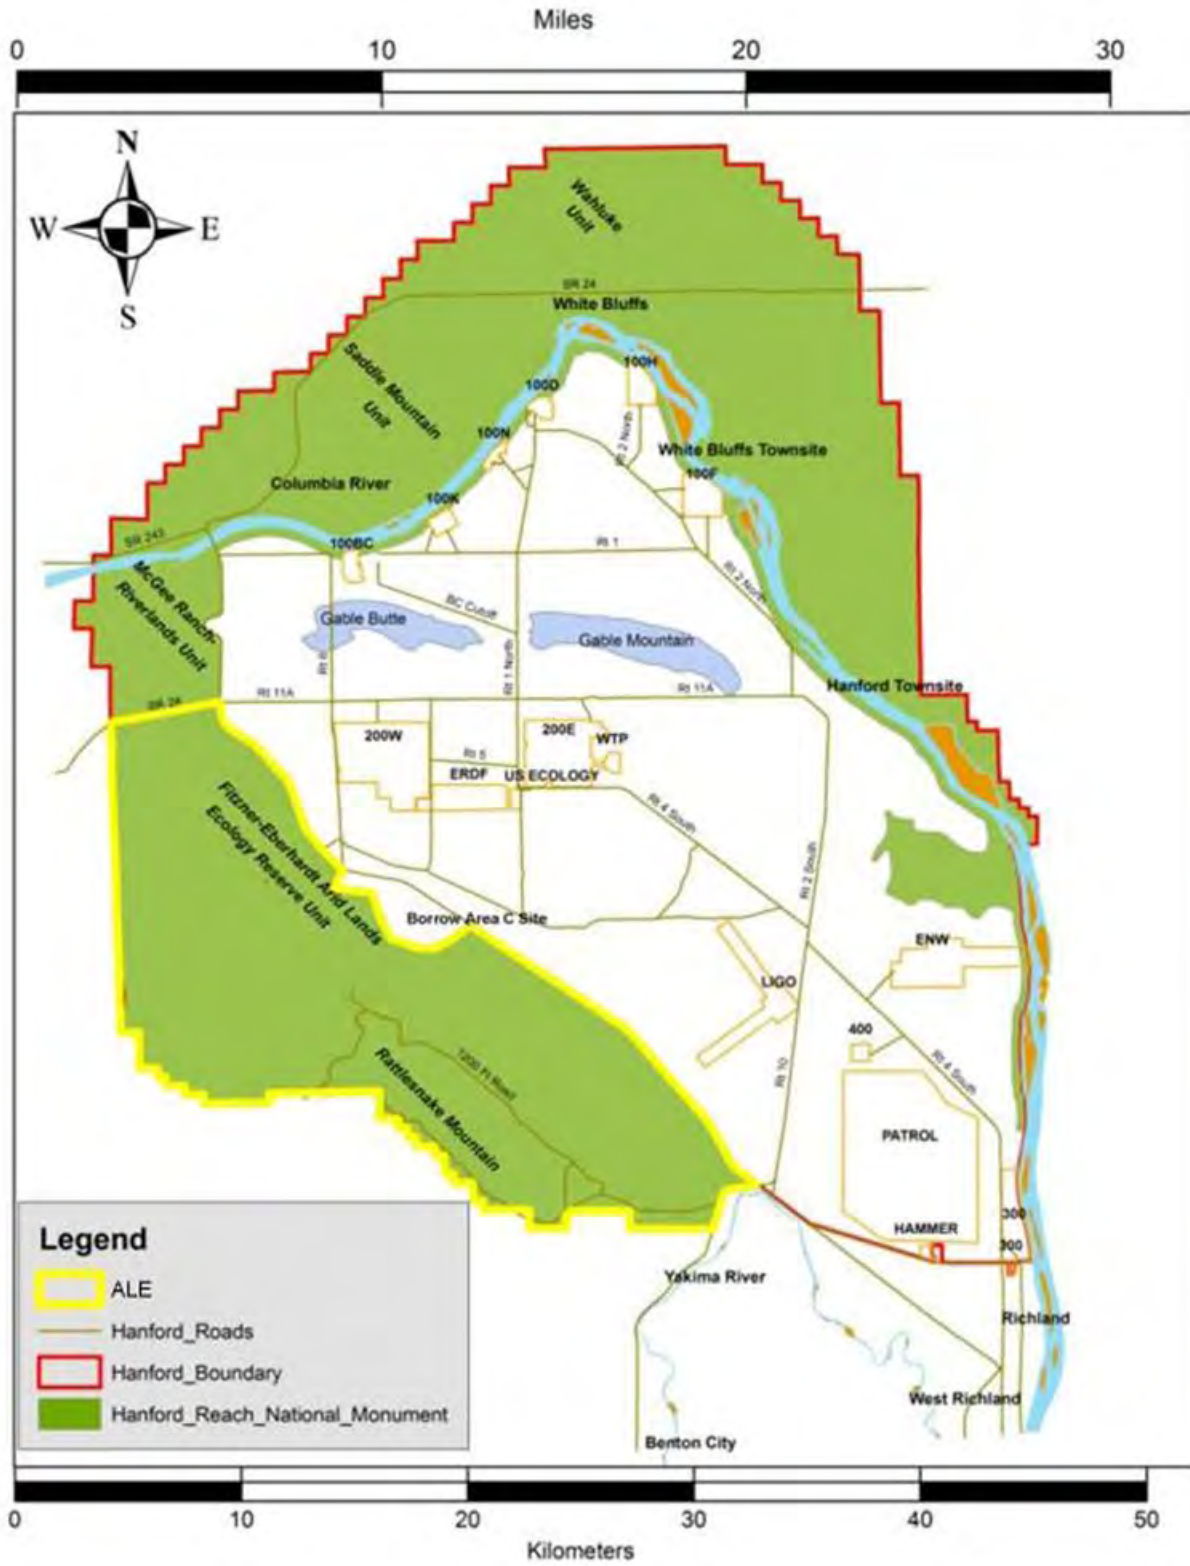 Miles
0 10 20 30
N
W E
S
Wahluke
Unit
SR 24
White Bluffs
100H
Saddle Mountain
Unit
100D
Rt 2 North
100N
White Bluffs Townsite
100F
Columbia River
100K
SR 243
100BC
Rt 1
McGee Ranch-
Riverlands Unit
Rt 2 North
BC Cutoff
Gable Butte
Gable Mountain
Rt 6
Rt 1 North
Hanford Townsite
Rt 11A
Rt 11A
SR 24
200W
200E
WTP
Rt 5
ERDF
US ECOLOGY
Fitzner-Eberhardt Arid Lands
Ecology Reserve Unit
Rt 4 South
Rt 2 South
Borrow Area C Site
ENW
LIGO
400
Rt 10
Rt 4 South
1200 Ft Road
Rattlesnake Mountain
PATROL
300
HAMMER
300
Yakima River
Richland
West Richland
Benton City
Legend
ALE
Hanford_Roads
Hanford_Boundary
Hanford_Reach_National_Monument
0 10 20 30 40 50
Kilometers